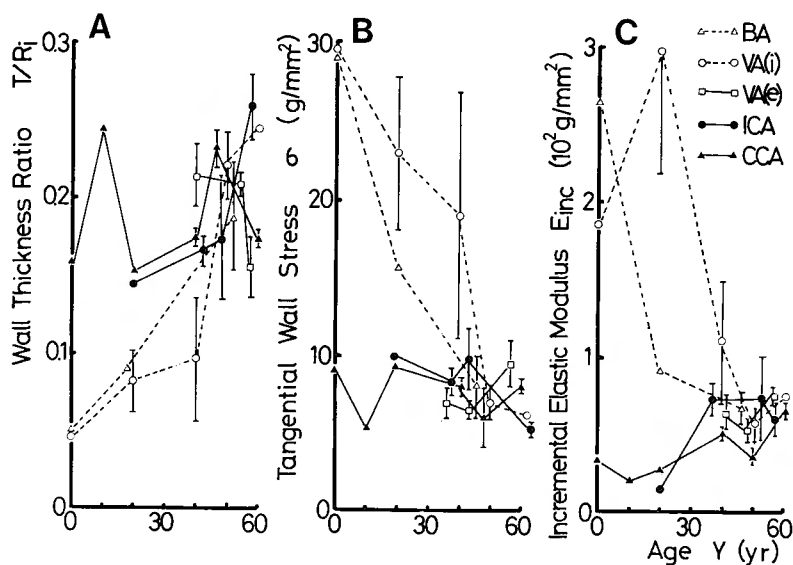 A
Wall Thickness Ratio T/Ri
0.3
0.2
0.1
0
0
30
60
B
Tangential Wall Stress σ (g/mm²)
30
20
10
0
0
30
60
C
Incremental Elastic Modulus Einc (10² g/mm²)
3
2
1
0
0
30
60
Age Y (yr)
BA
VA(i)
VA(e)
ICA
CCA